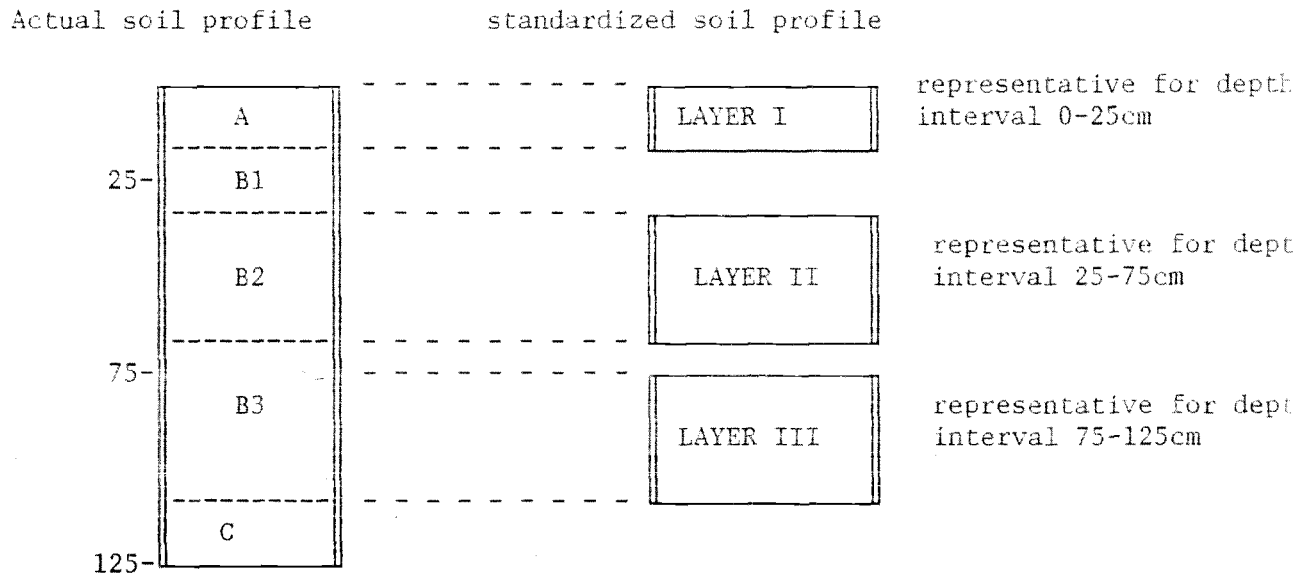 Actual soil profile standardized soil profile
representative for depth
A LAYER I interval 0-25cm
25- B1
representative for dept
B2 LAYER II interval 25-75cm
75-
B3 representative for dept
LAYER III interval 75-125cm
C
125-